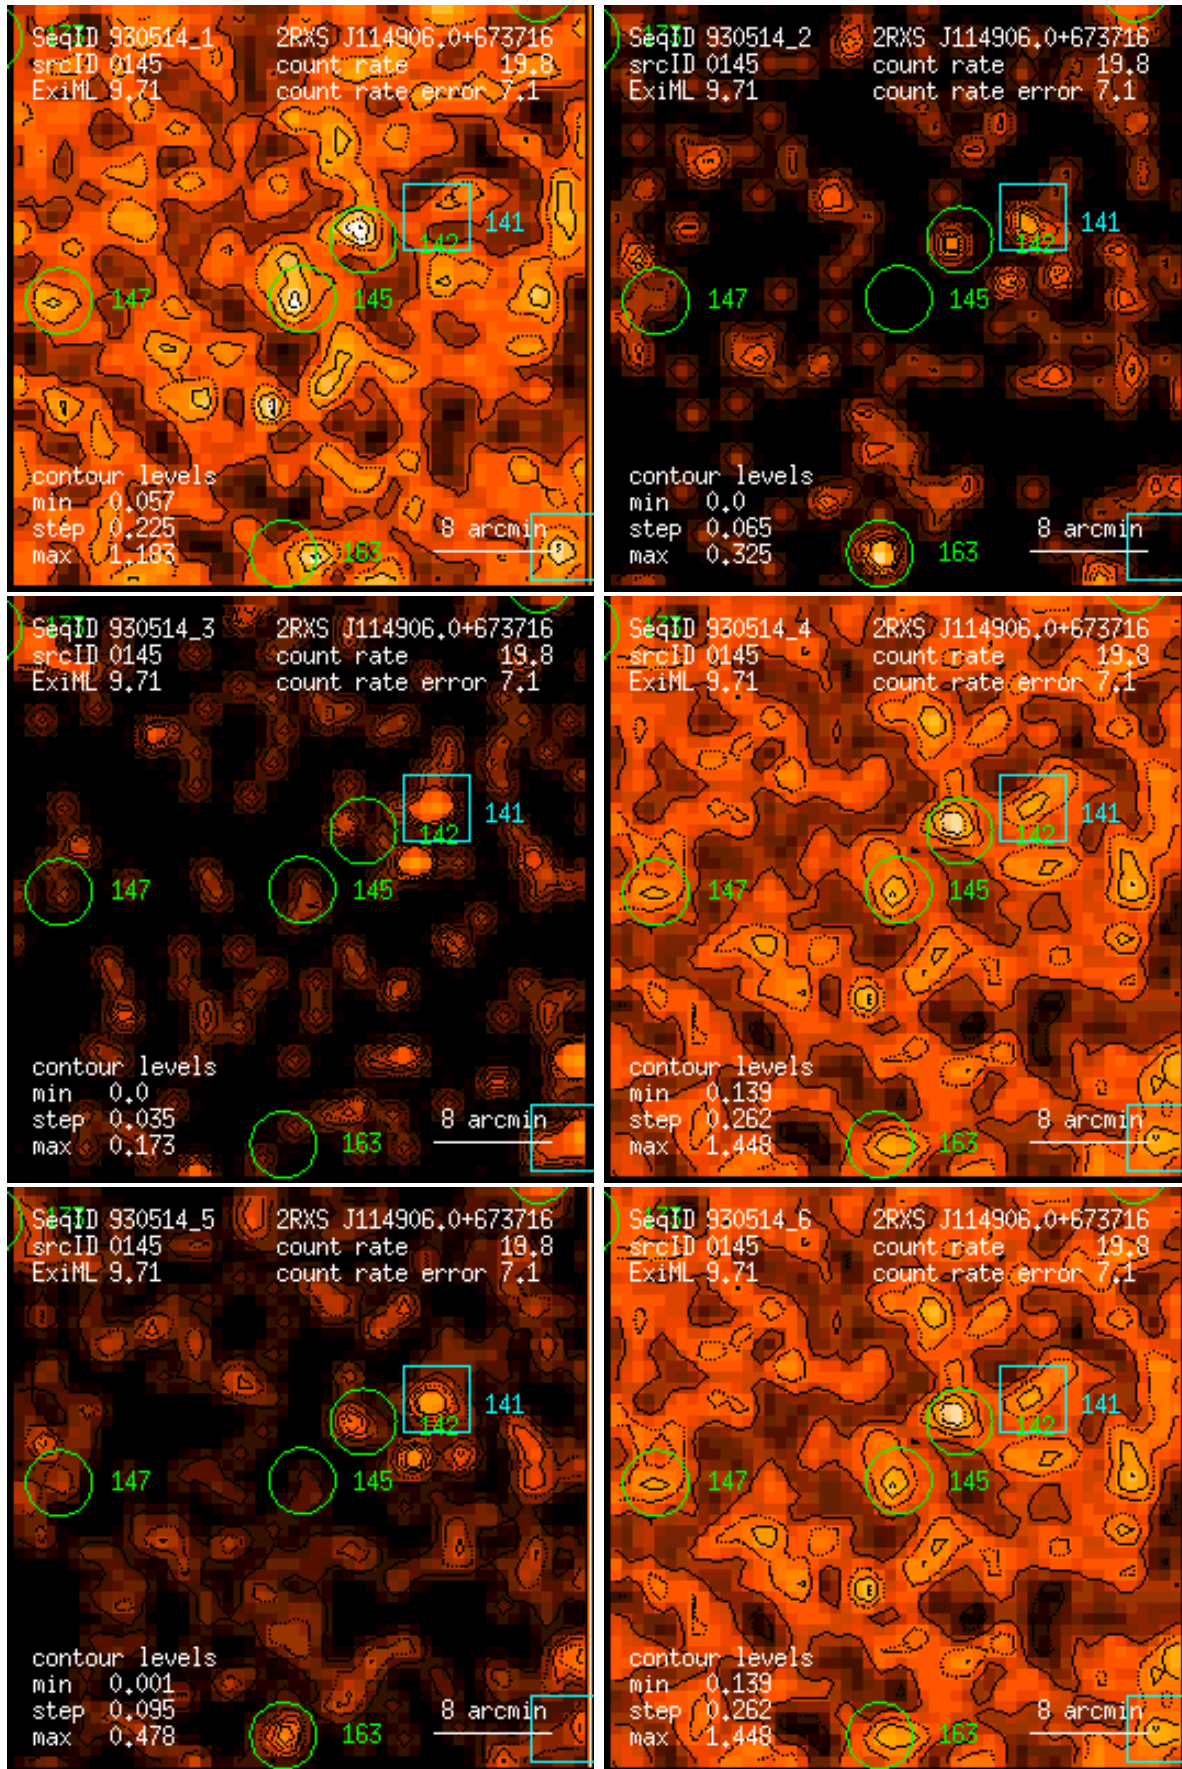 173
SeqID 930514_1 2RXS J114906.0+673716
srcID 0145 count rate 19.8
ExiML 9.71 count rate error 7.1
141
142
147
145
contour levels
min 0.057
step 0.225 8 arcmin
max 1.183 163
173
SeqID 930514_2 2RXS J114906.0+673716
srcID 0145 count rate 19.8
ExiML 9.71 count rate error 7.1
141
142
147
145
contour levels
min 0.0
step 0.065 8 arcmin
max 0.325 163
173
SeqID 930514_3 2RXS J114906.0+673716
srcID 0145 count rate 19.8
ExiML 9.71 count rate error 7.1
141
142
147
145
contour levels
min 0.0
step 0.035 8 arcmin
max 0.173 163
173
SeqID 930514_4 2RXS J114906.0+673716
srcID 0145 count rate 19.8
ExiML 9.71 count rate error 7.1
141
142
147
145
contour levels
min 0.139
step 0.262 8 arcmin
max 1.448 163
173
SeqID 930514_5 2RXS J114906.0+673716
srcID 0145 count rate 19.8
ExiML 9.71 count rate error 7.1
141
142
147
145
contour levels
min 0.001
step 0.095 8 arcmin
max 0.478 163
173
SeqID 930514_6 2RXS J114906.0+673716
srcID 0145 count rate 19.8
ExiML 9.71 count rate error 7.1
141
142
147
145
contour levels
min 0.139
step 0.262 8 arcmin
max 1.448 163